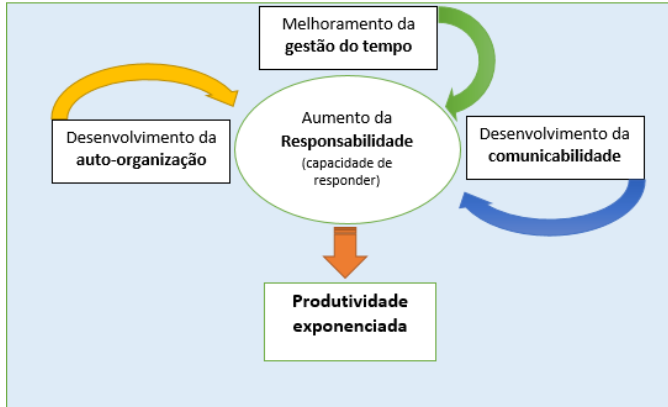 Melhoramento da
gestão do tempo
Aumento da
Responsabilidade
(capacidade de
responder)
Desenvolvimento da
auto-organização
Desenvolvimento da
comunicabilidade
Produtividade
exponenciada